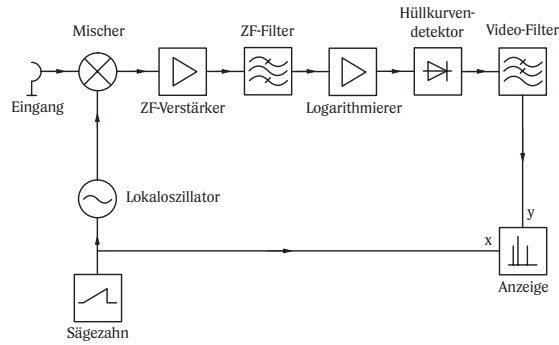 Hüllkurven-
detektor
Mischer
ZF-Filter
Video-Filter
Eingang
ZF-Verstärker
Logarithmierer
Lokaloszillator
y
x
Anzeige
Sägezahn